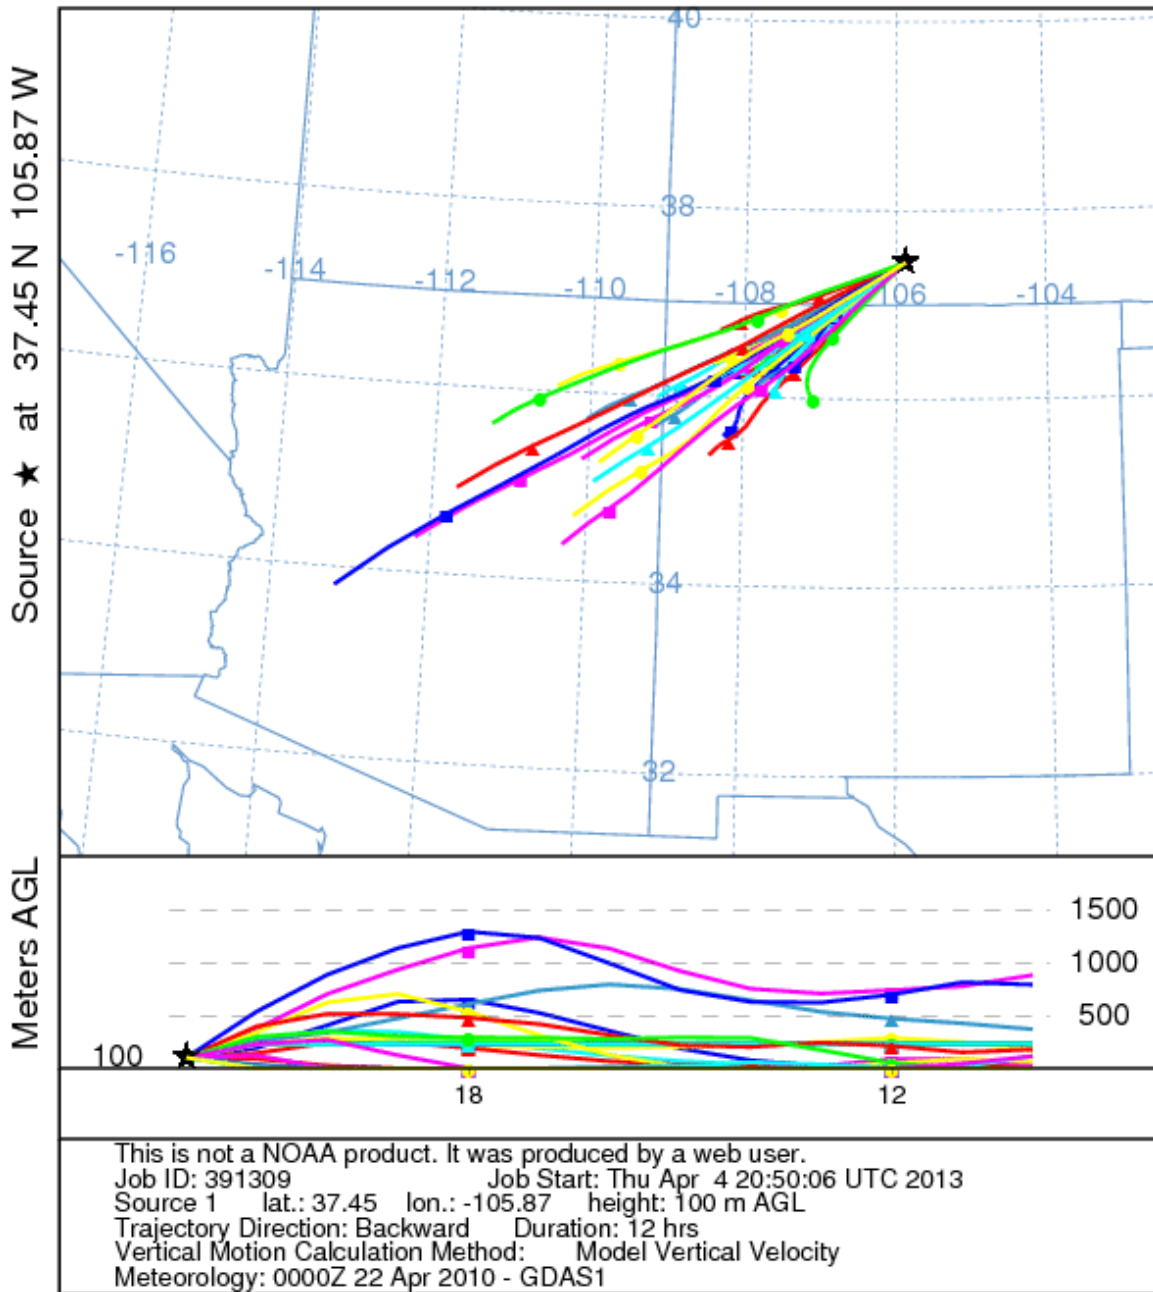 Source ★ at 37.45 N 105.87 W
40
38
-116
-114
-112
-110
-108
-106
-104
34
32
Meters AGL
1500
1000
500
100
18
12
This is not a NOAA product. It was produced by a web user.
Job ID: 391309 Job Start: Thu Apr 4 20:50:06 UTC 2013
Source 1 lat.: 37.45 lon.: -105.87 height: 100 m AGL
Trajectory Direction: Backward Duration: 12 hrs
Vertical Motion Calculation Method: Model Vertical Velocity
Meteorology: 0000Z 22 Apr 2010 - GDAS1